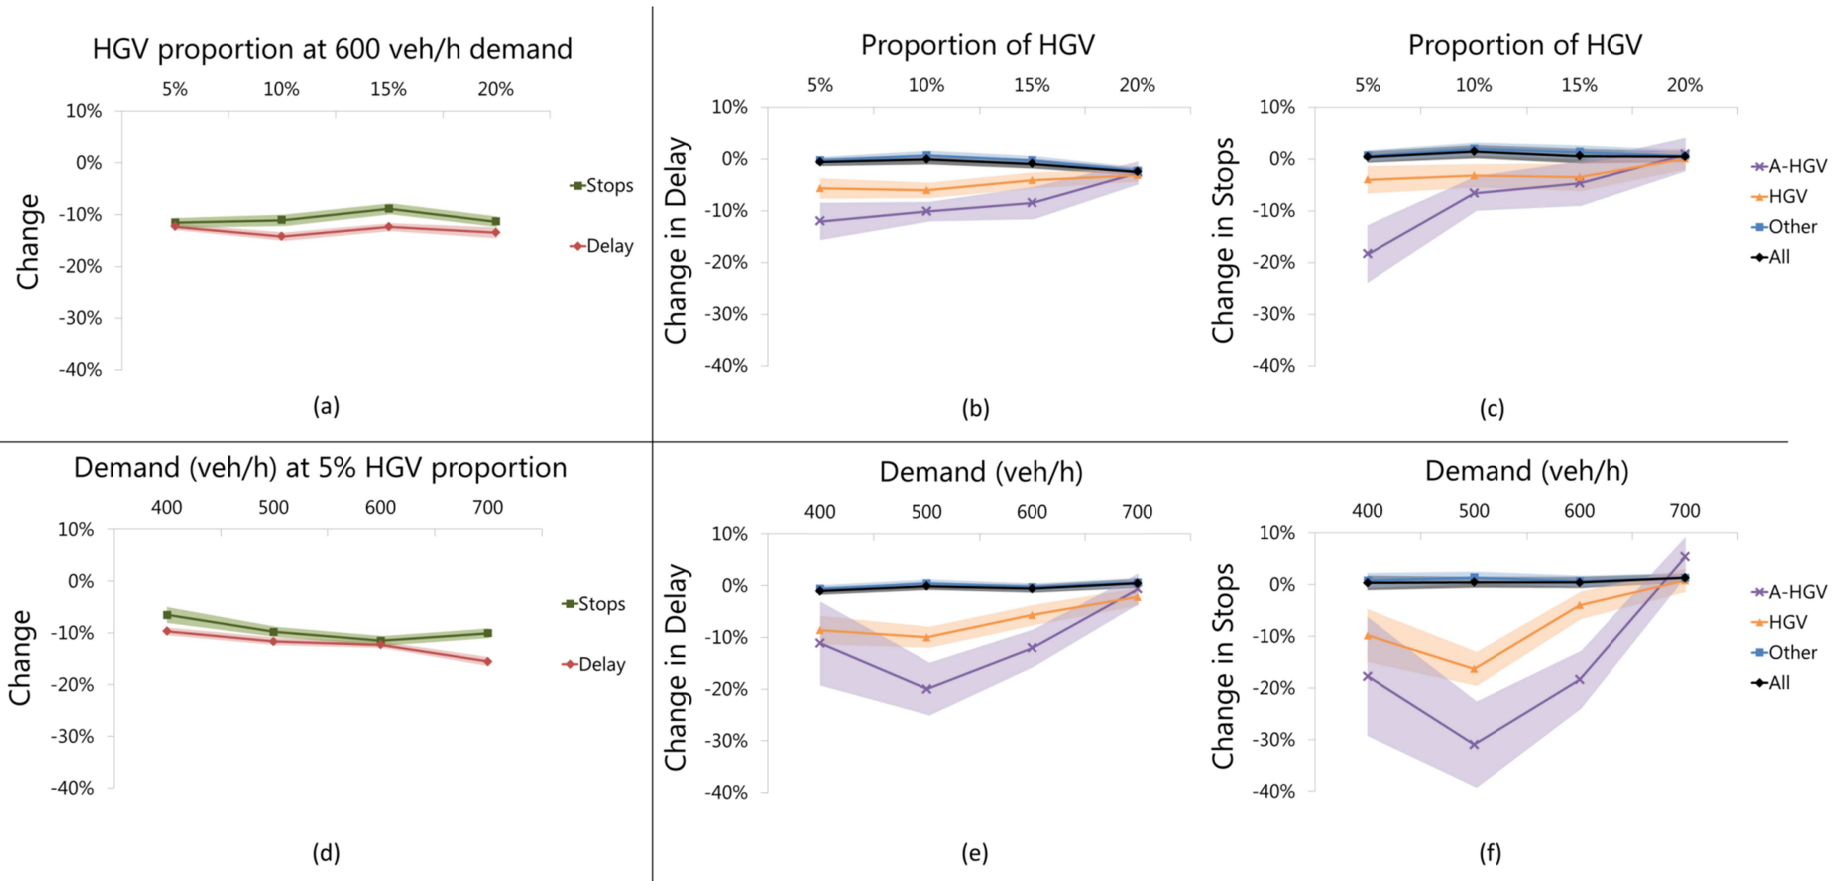 HGV proportion at 600 veh/h demand
5% 10% 15% 20%
10%
0%
-10%
-20%
-30%
-40%
Change
Stops
Delay
(a)
Proportion of HGV
5% 10% 15% 20%
10%
0%
-10%
-20%
-30%
-40%
Change in Delay
(b)
Proportion of HGV
5% 10% 15% 20%
10%
0%
-10%
-20%
-30%
-40%
Change in Stops
A-HGV
HGV
Other
All
(c)
Demand (veh/h) at 5% HGV proportion
400 500 600 700
10%
0%
-10%
-20%
-30%
-40%
Change
Stops
Delay
(d)
Demand (veh/h)
400 500 600 700
10%
0%
-10%
-20%
-30%
-40%
Change in Delay
(e)
Demand (veh/h)
400 500 600 700
10%
0%
-10%
-20%
-30%
-40%
Change in Stops
A-HGV
HGV
Other
All
(f)